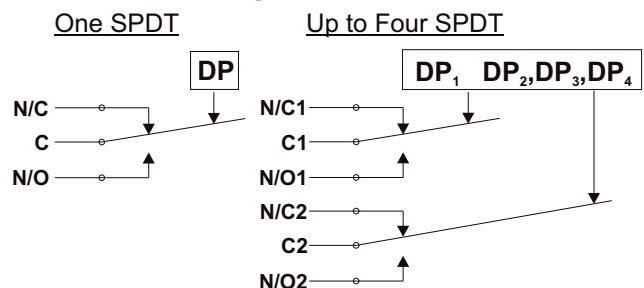 One SPDT
DP
N/C
C
N/O
Up to Four SPDT
DP₁ DP₂,DP₃,DP₄
N/C1
C1
N/O1
N/C2
C2
N/O2